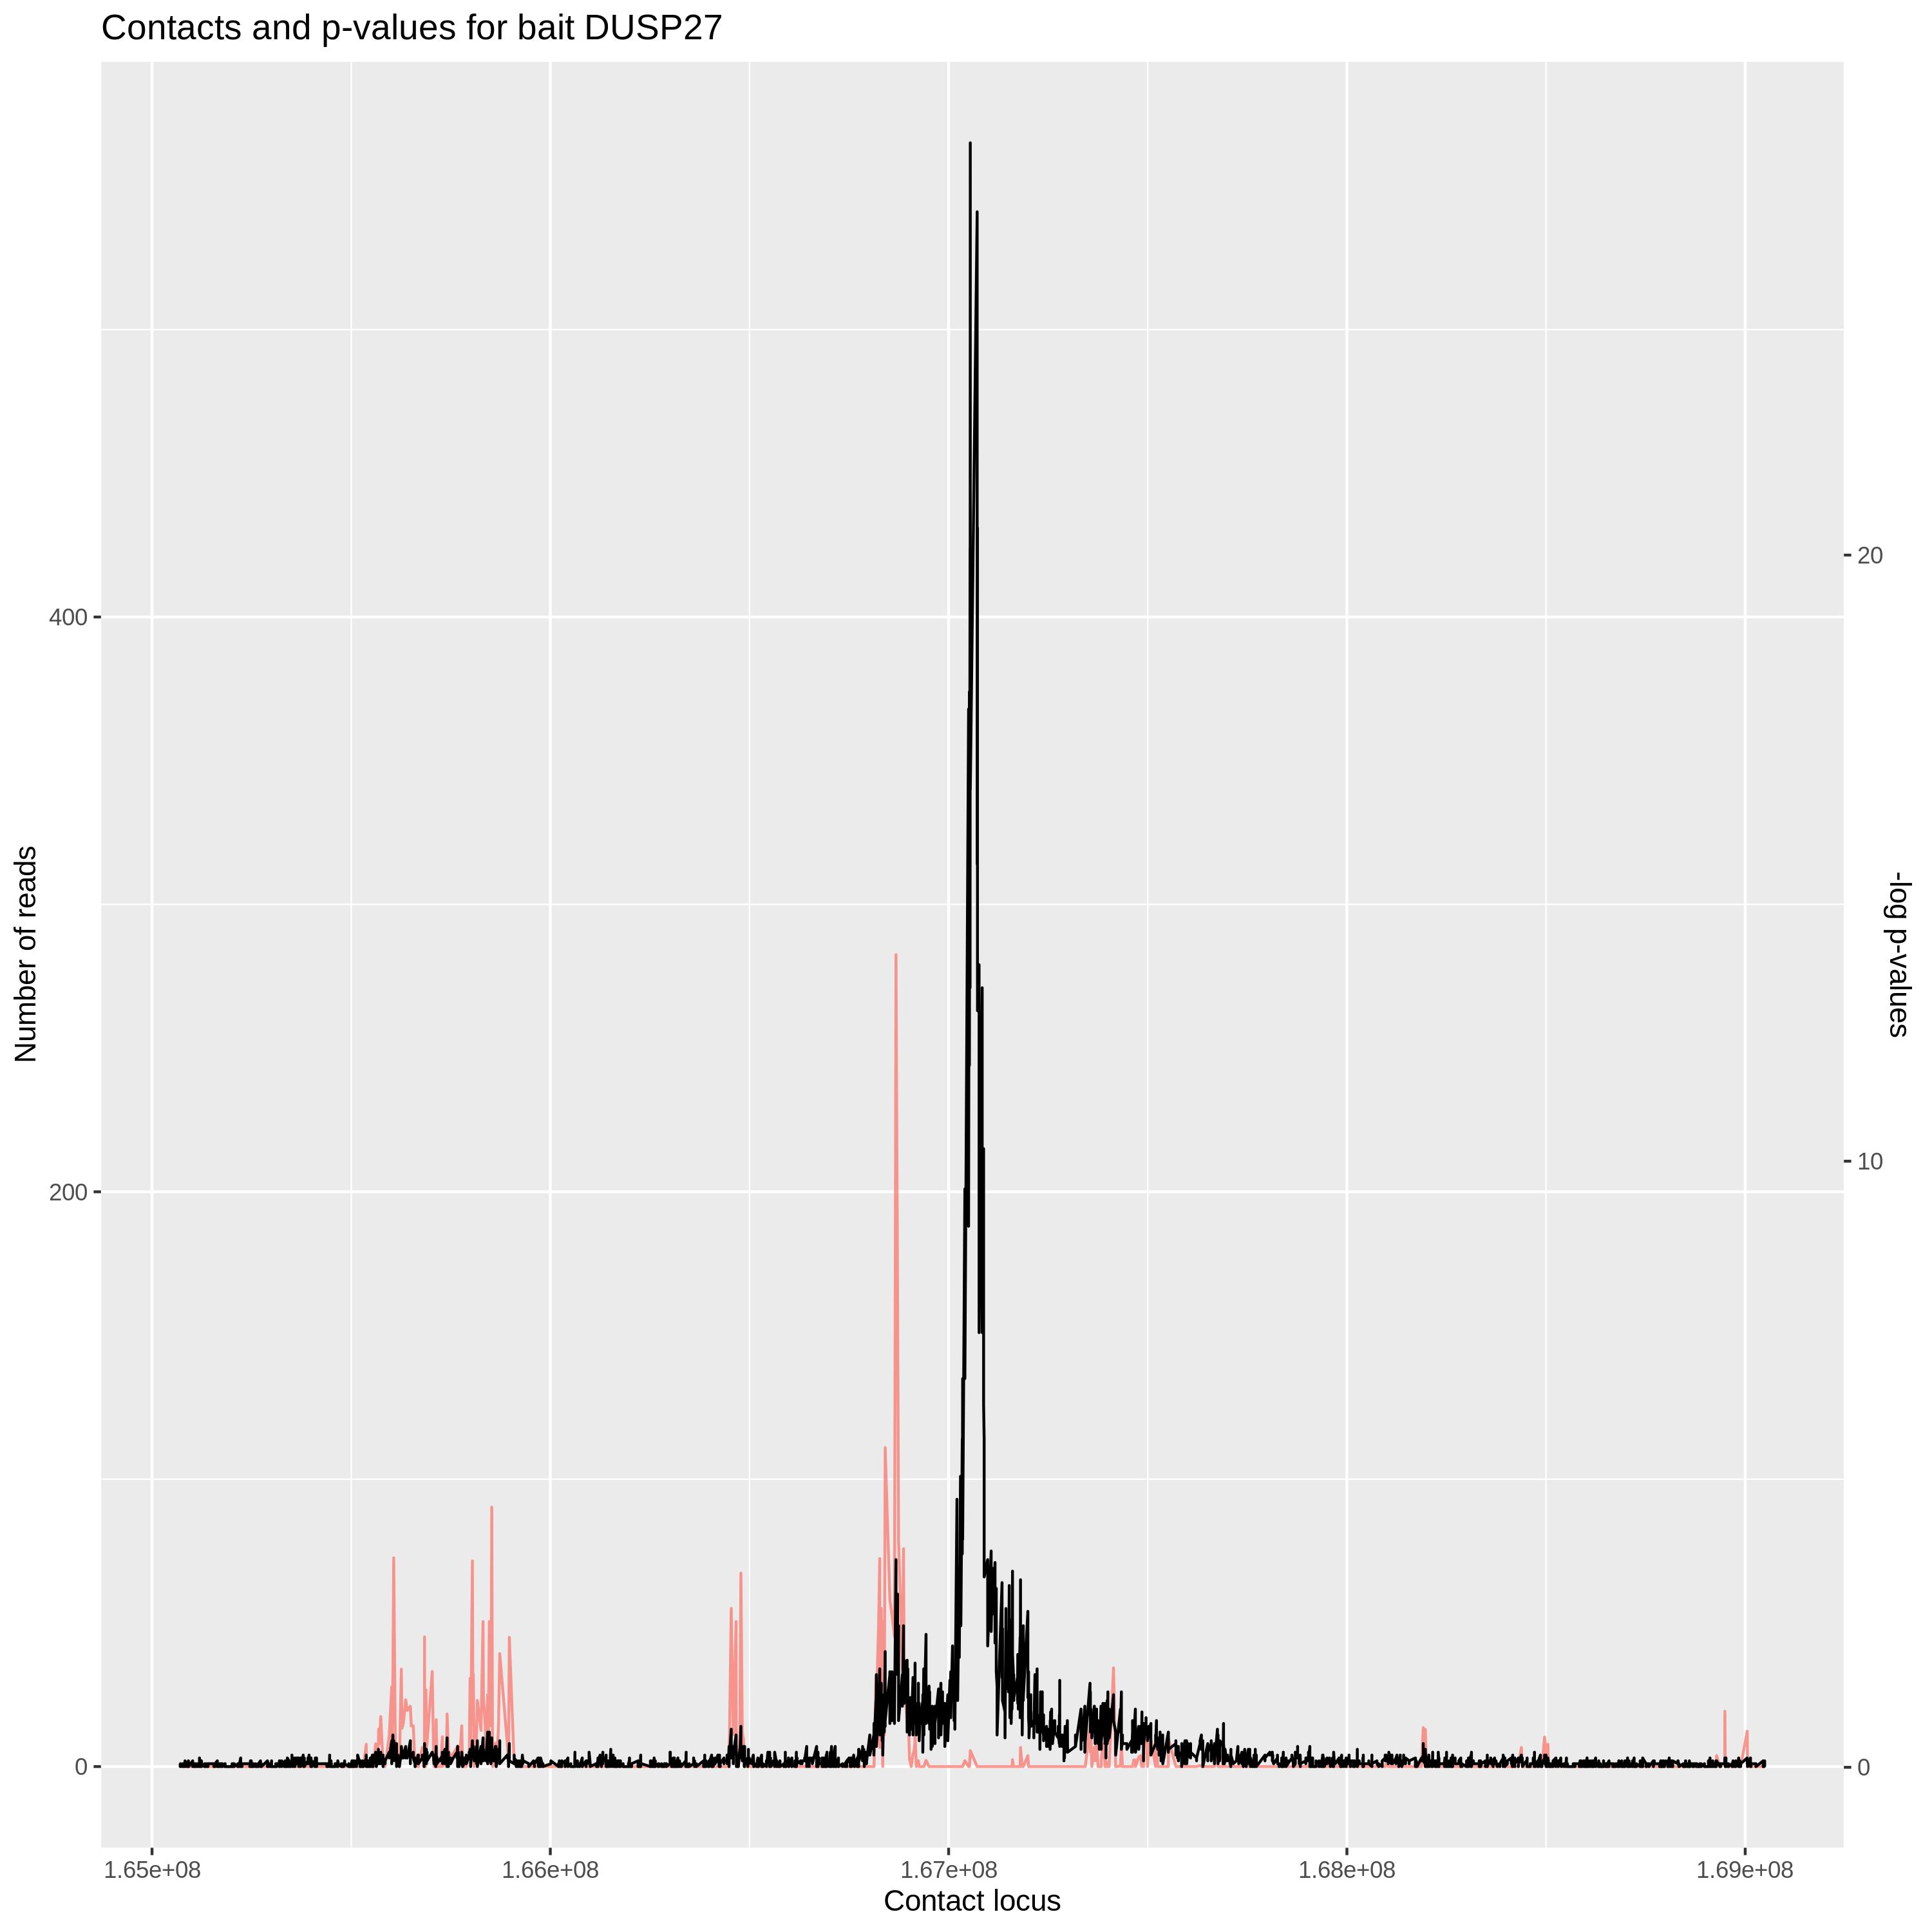 Contacts and p-values for bait DUSP27
Number of reads
400
200
0
20
10
0
-log p-values
1.65e+08
1.66e+08
1.67e+08
1.68e+08
1.69e+08
Contact locus